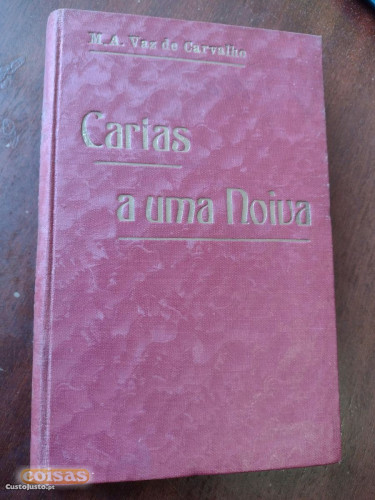 M. A. Vaz de Carvalho
Cartas
a uma Noiva
coisas
CustoJusto.pt